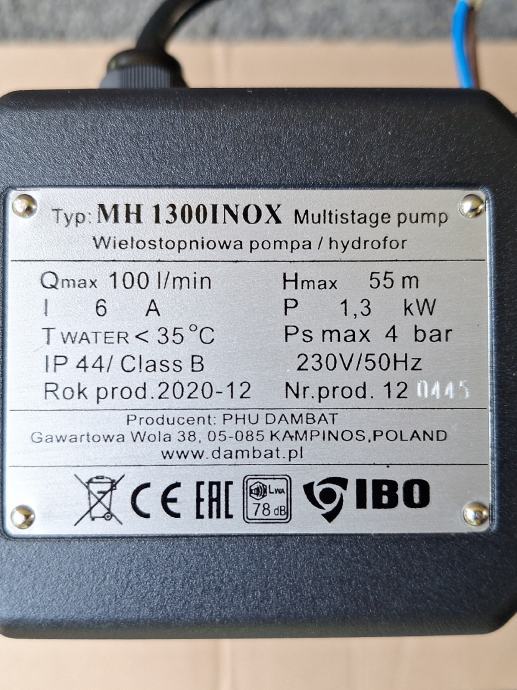 Typ: MH 1300INOX Multistage pump
Wielostopniowa pompa / hydrofor
Qmax 100 l/min Hmax 55 m
I 6 A P 1,3 kW
T WATER < 35°C Ps max 4 bar
IP 44/ Class B 230V/50Hz
Rok prod.2020-12 Nr.prod. 12 0445
Producent: PHU DAMBAT
Gawartowa Wola 38, 05-085 KAMPINOS,POLAND
www.dambat.pl
CE EAC LWA 78 dB IBO